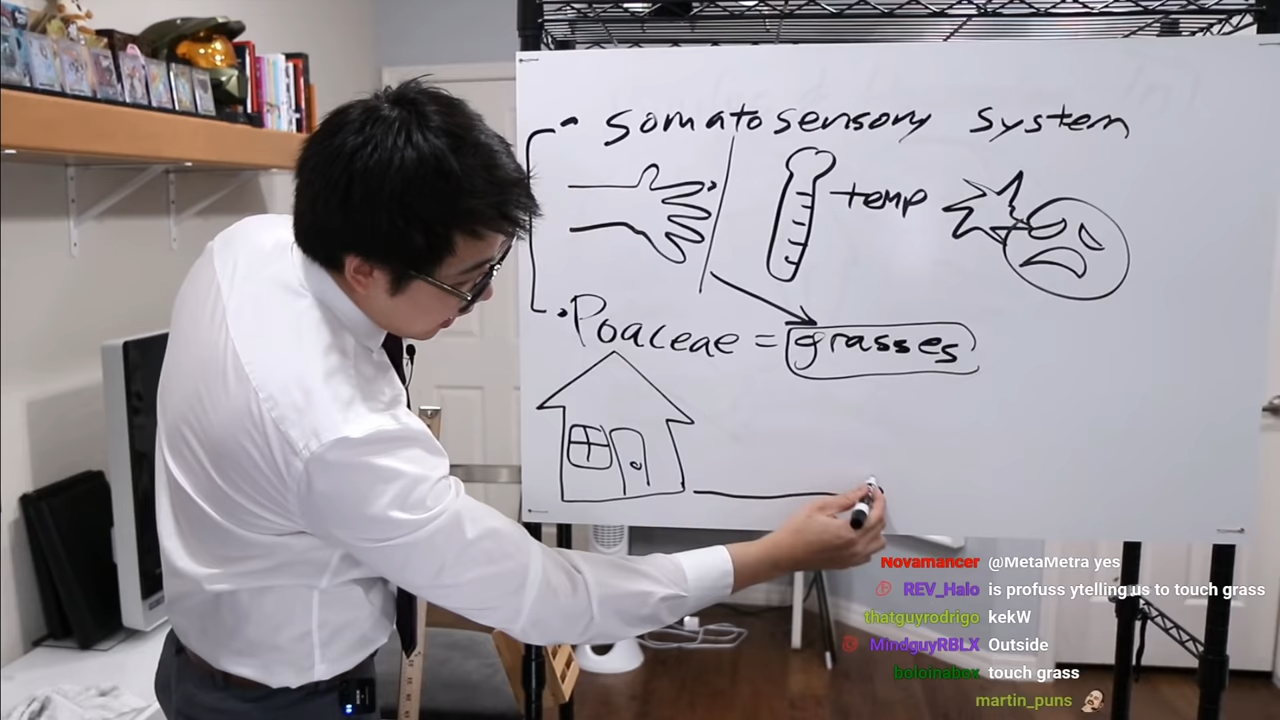 somatosensory system
temp
Poaceae = grasses
Novamancer @MetaMetra yes
REV_Halo is profuss ytelling us to touch grass
thatguyrodrigo kekW
MindguyRBLX Outside
boloinabox touch grass
martin_puns